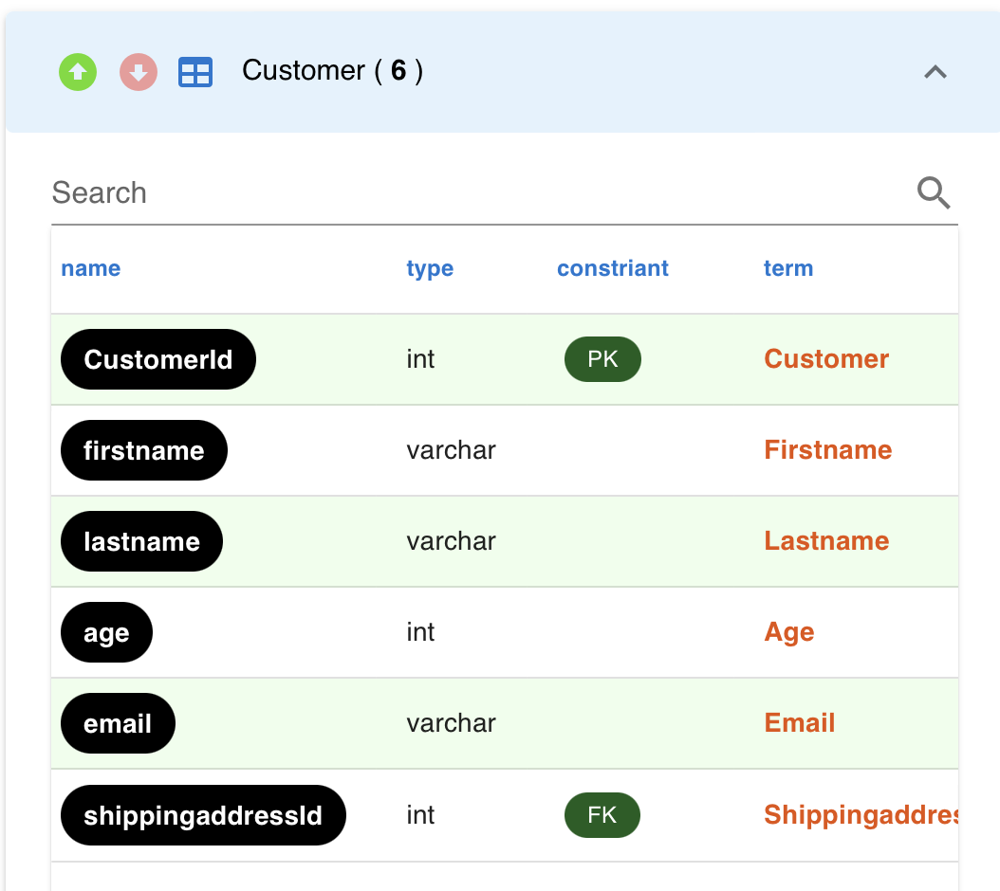 Customer ( 6 )
Search
name type constriant term
CustomerId int PK Customer
firstname varchar Firstname
lastname varchar Lastname
age int Age
email varchar Email
shippingaddressId int FK Shippingaddres